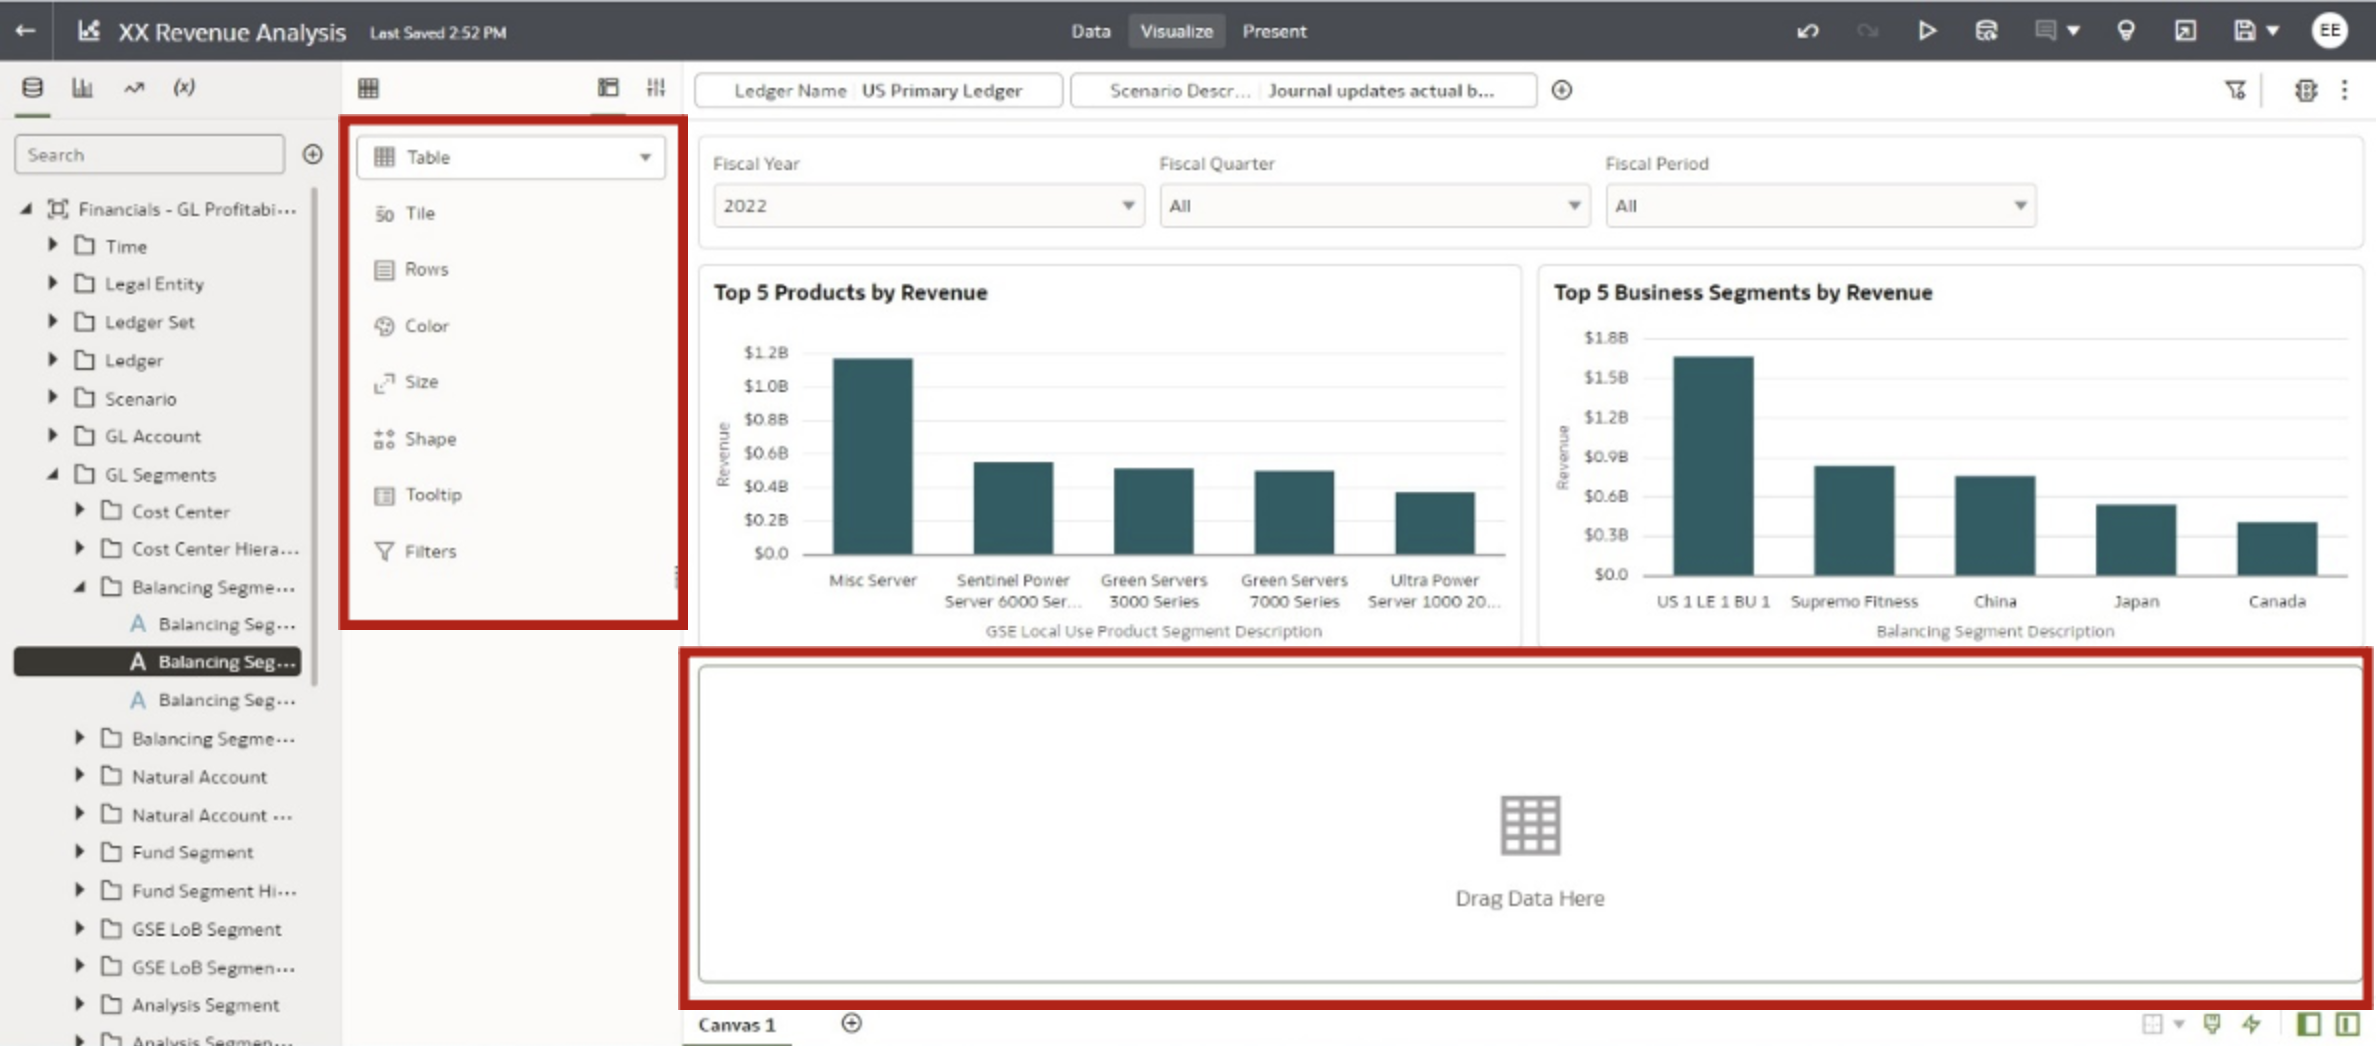 XX Revenue Analysis Last Saved 2:52 PM Data Visualize Present EE
(x)
Ledger Name US Primary Ledger Scenario Descr... Journal updates actual b...
Search
Financials - GL Profitabi...
Time
Legal Entity
Ledger Set
Ledger
Scenario
GL Account
GL Segments
Cost Center
Cost Center Hiera...
Balancing Segme...
A Balancing Seg...
A Balancing Seg...
A Balancing Seg...
Balancing Segme...
Natural Account
Natural Account ...
Fund Segment
Fund Segment Hi...
GSE LoB Segment
GSE LoB Segmen...
Analysis Segment
Analysis Segmen...
Table
50 Tile
Rows
Color
Size
Shape
Tooltip
Filters
Fiscal Year Fiscal Quarter Fiscal Period
2022 All All
Top 5 Products by Revenue
Revenue
$1.2B
$1.0B
$0.8B
$0.6B
$0.4B
$0.2B
$0.0
Misc Server Sentinel Power Green Servers Green Servers Ultra Power
Server 6000 Ser... 3000 Series 7000 Series Server 1000 20...
GSE Local Use Product Segment Description
Top 5 Business Segments by Revenue
Revenue
$1.8B
$1.5B
$1.2B
$0.9B
$0.6B
$0.3B
$0.0
US 1 LE 1 BU 1 Supremo Fitness China Japan Canada
Balancing Segment Description
Drag Data Here
Canvas 1